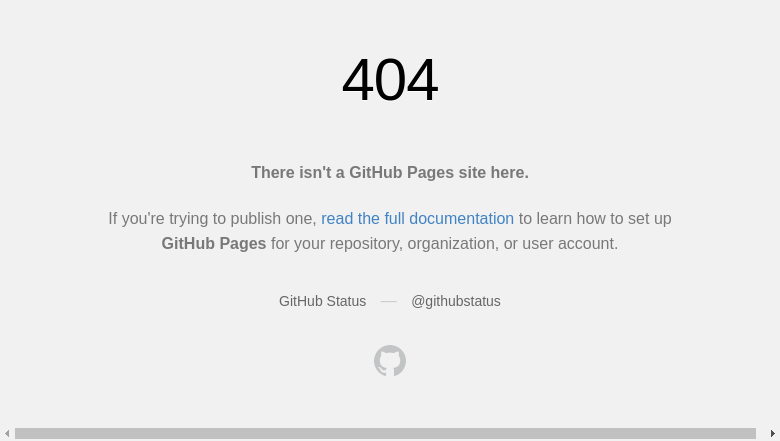 404
There isn't a GitHub Pages site here.
If you're trying to publish one, read the full documentation to learn how to set up
GitHub Pages for your repository, organization, or user account.
GitHub Status — @githubstatus